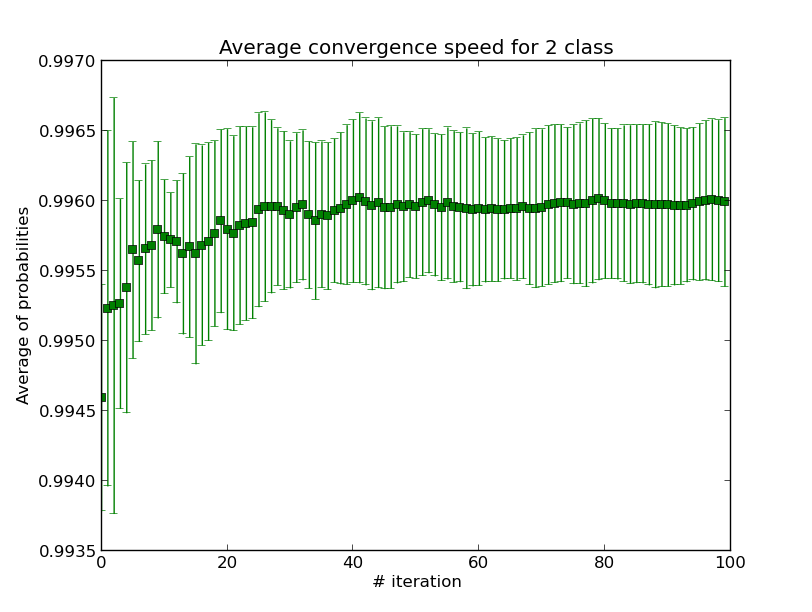 Average convergence speed for 2 class
0.9970
0.9965
0.9960
0.9955
0.9950
0.9945
0.9940
0.9935
Average of probabilities
0 20 40 60 80 100
# iteration